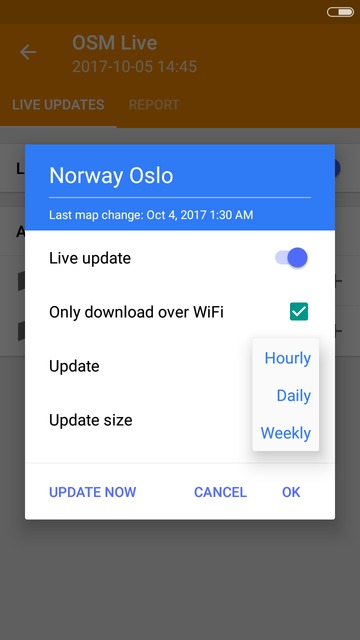 OSM Live
2017-10-05 14:45
LIVE UPDATES
REPORT
L
A
Norway Oslo
Last map change: Oct 4, 2017 1:30 AM
Live update
Only download over WiFi
Update
Hourly
Daily
Update size
Weekly
UPDATE NOW
CANCEL
OK